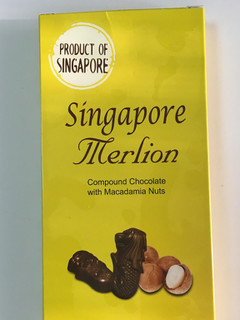 PRODUCT OF
SINGAPORE
Singapore
Merlion
Compound Chocolate
with Macadamia Nuts